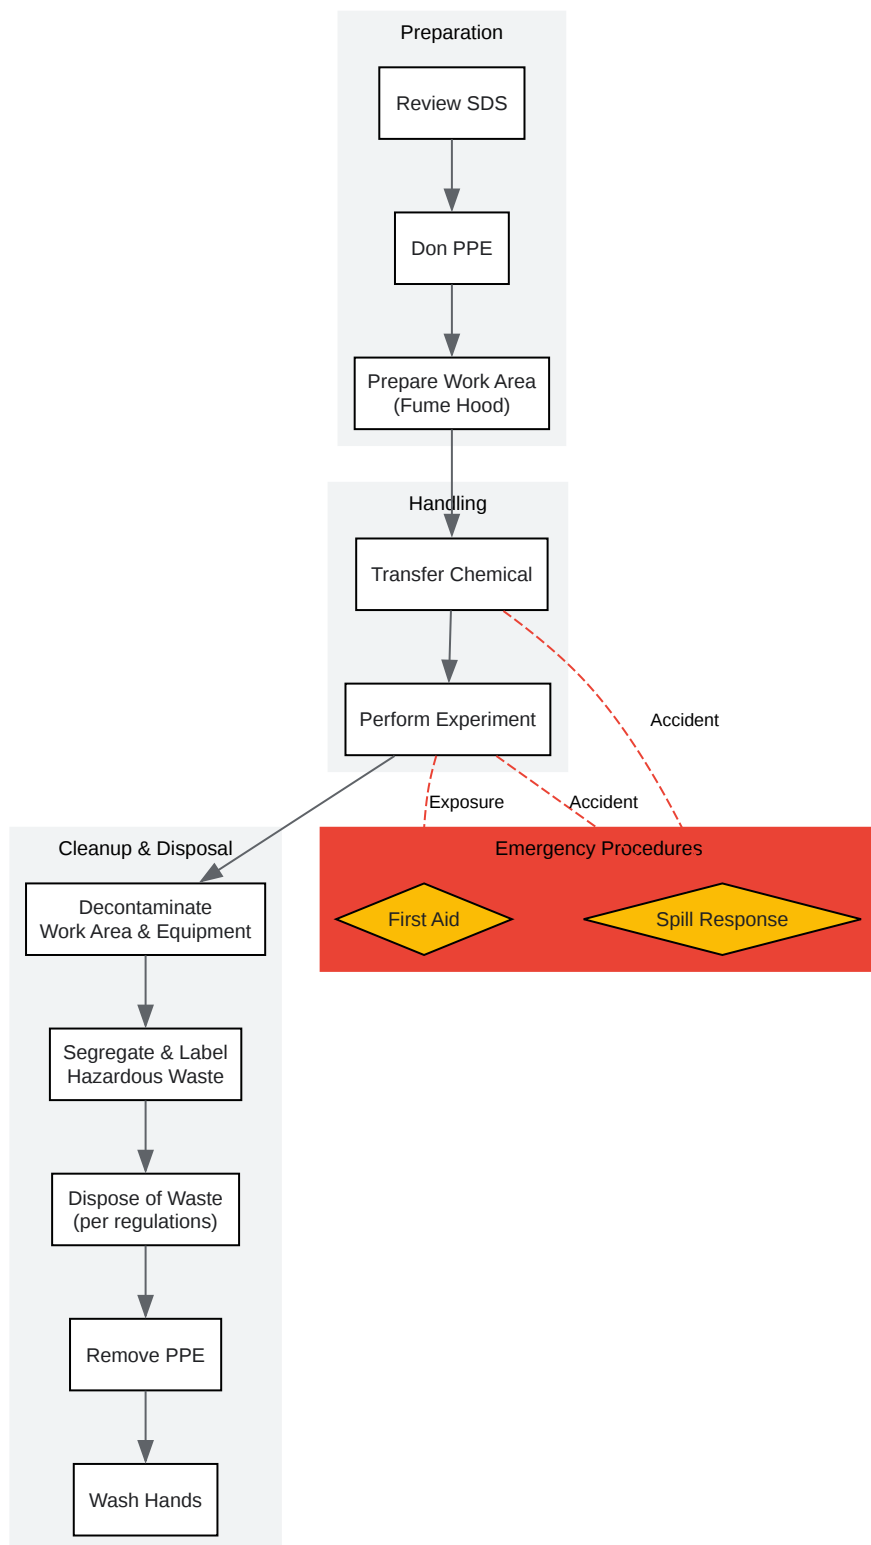 Preparation
Review SDS
Don PPE
Prepare Work Area
(Fume Hood)
Handling
Transfer Chemical
Perform Experiment
Accident
Exposure
Accident
Cleanup & Disposal
Decontaminate
Work Area & Equipment
Segregate & Label
Hazardous Waste
Dispose of Waste
(per regulations)
Remove PPE
Wash Hands
Emergency Procedures
First Aid
Spill Response